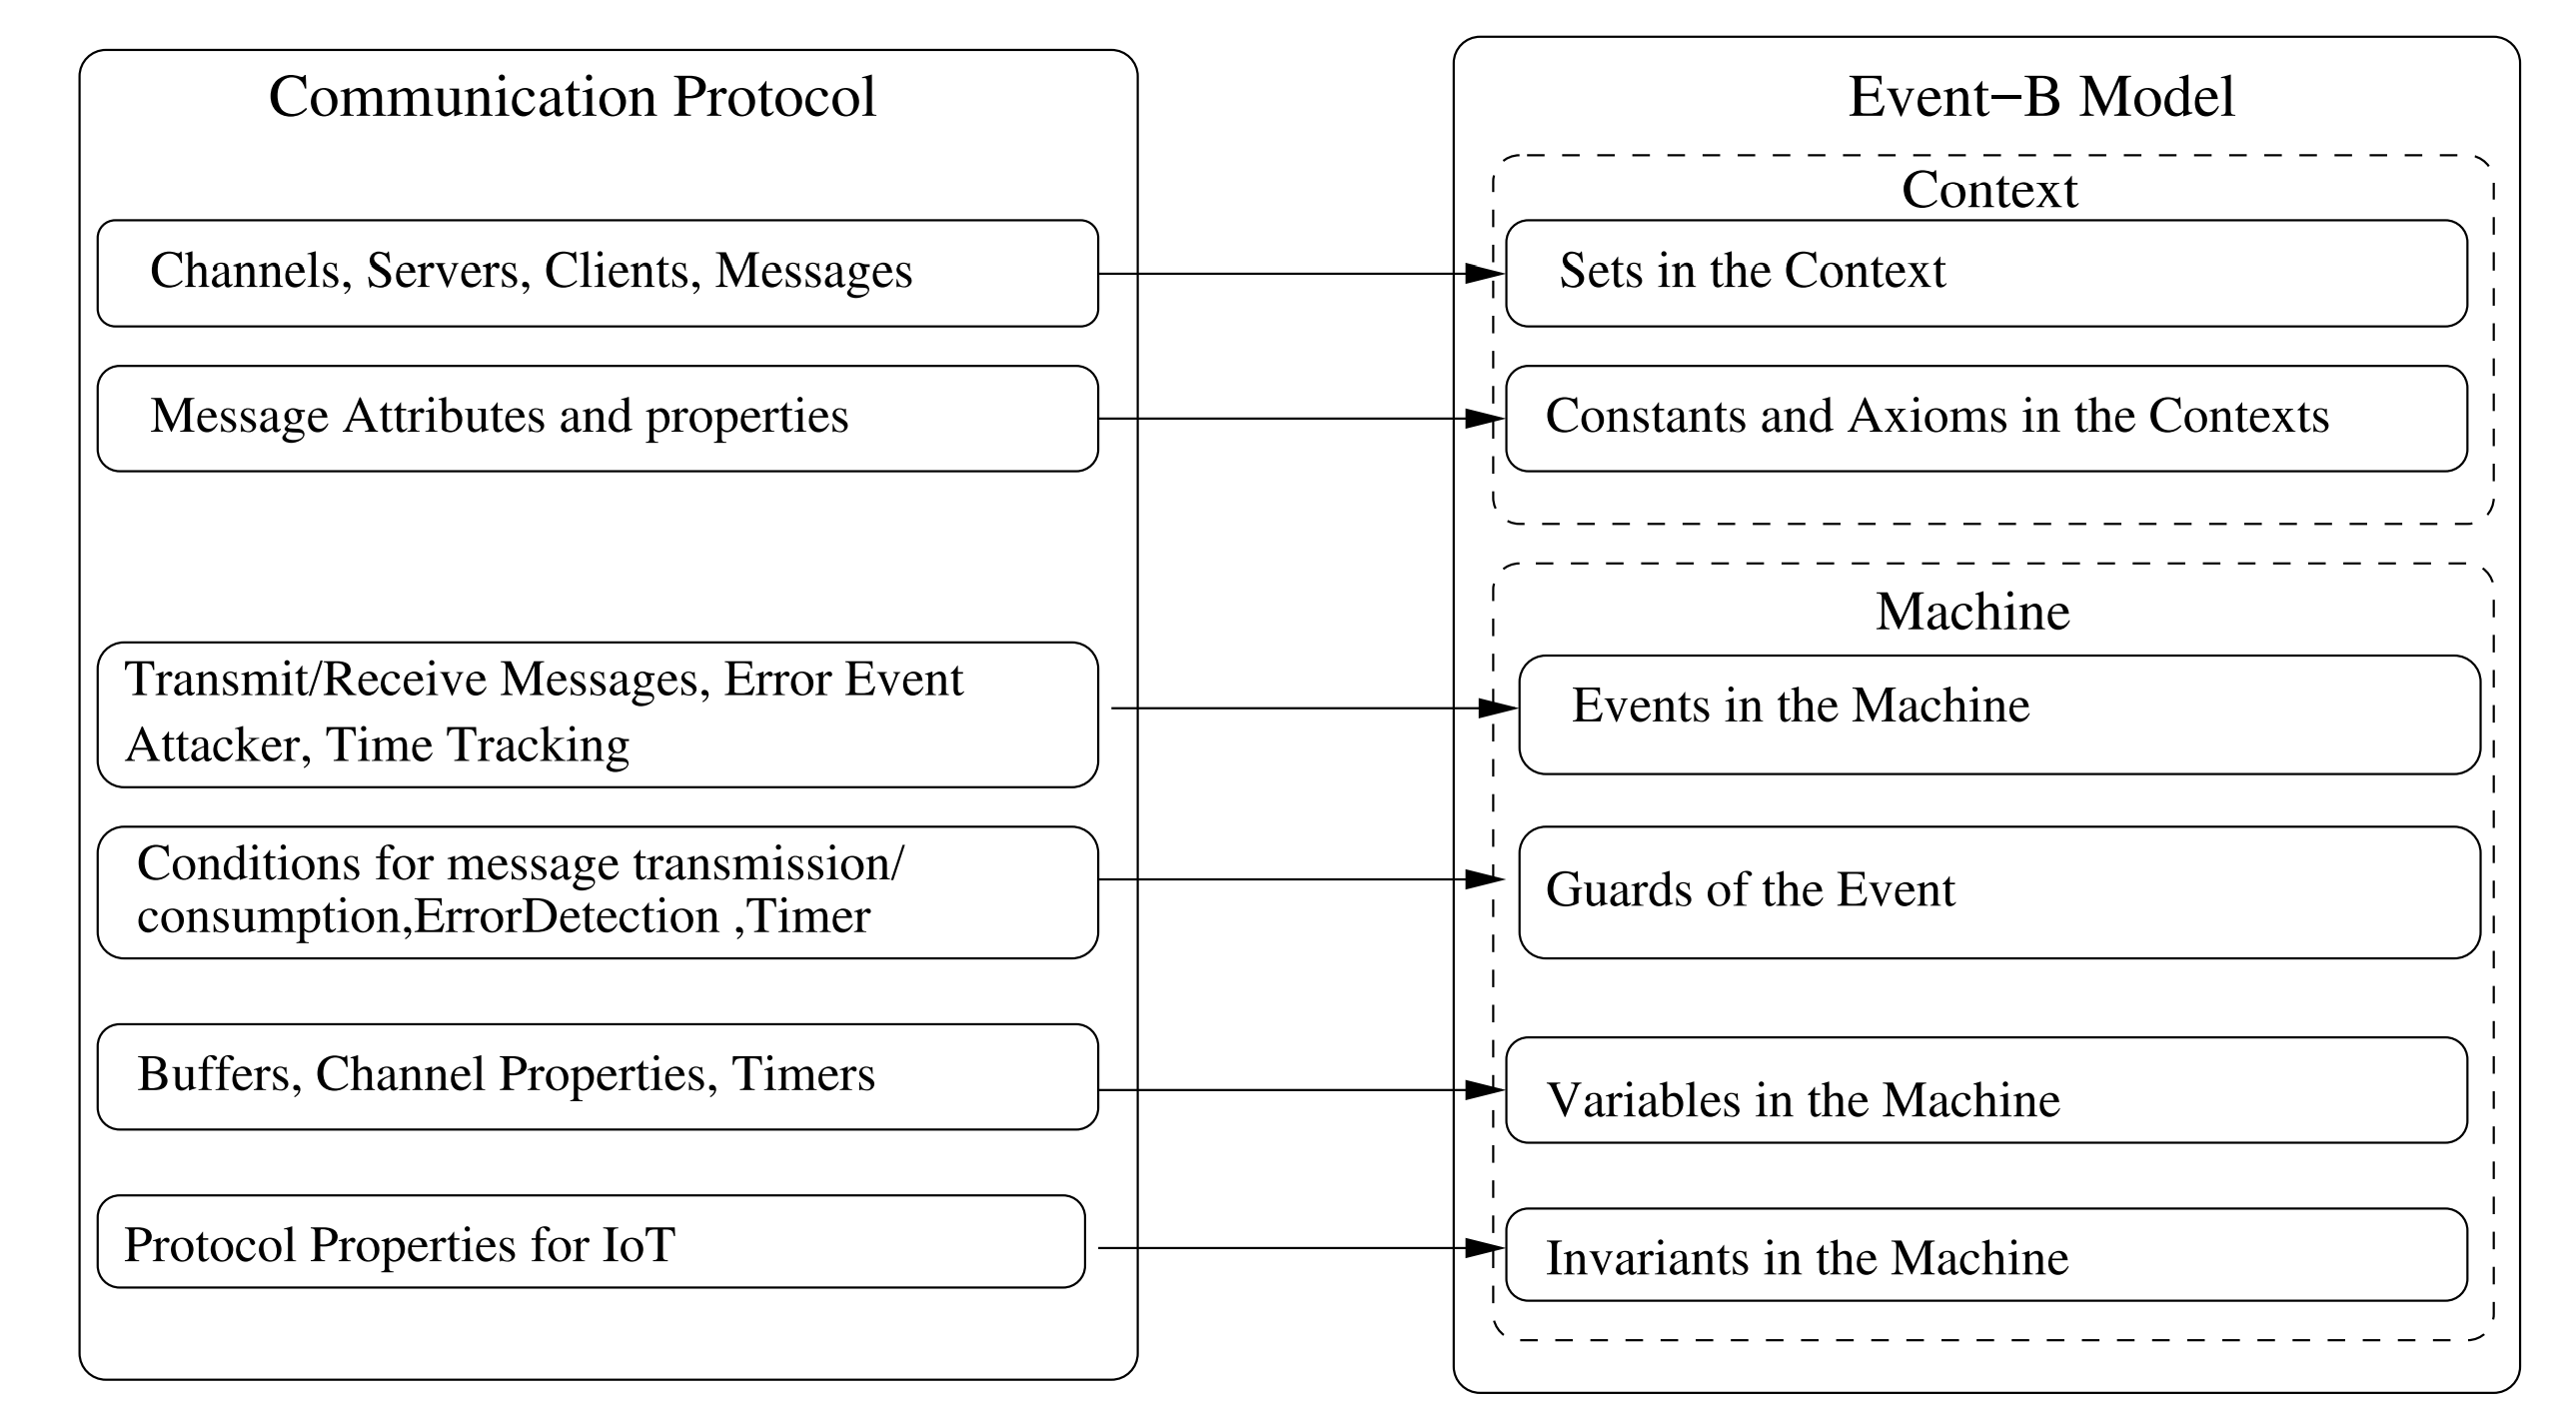 Communication Protocol
Channels, Servers, Clients, Messages
Message Attributes and properties
Transmit/Receive Messages, Error Event
Attacker, Time Tracking
Conditions for message transmission/
consumption,ErrorDetection ,Timer
Buffers, Channel Properties, Timers
Protocol Properties for IoT
Event−B Model
Context
Sets in the Context
Constants and Axioms in the Contexts
Machine
Events in the Machine
Guards of the Event
Variables in the Machine
Invariants in the Machine